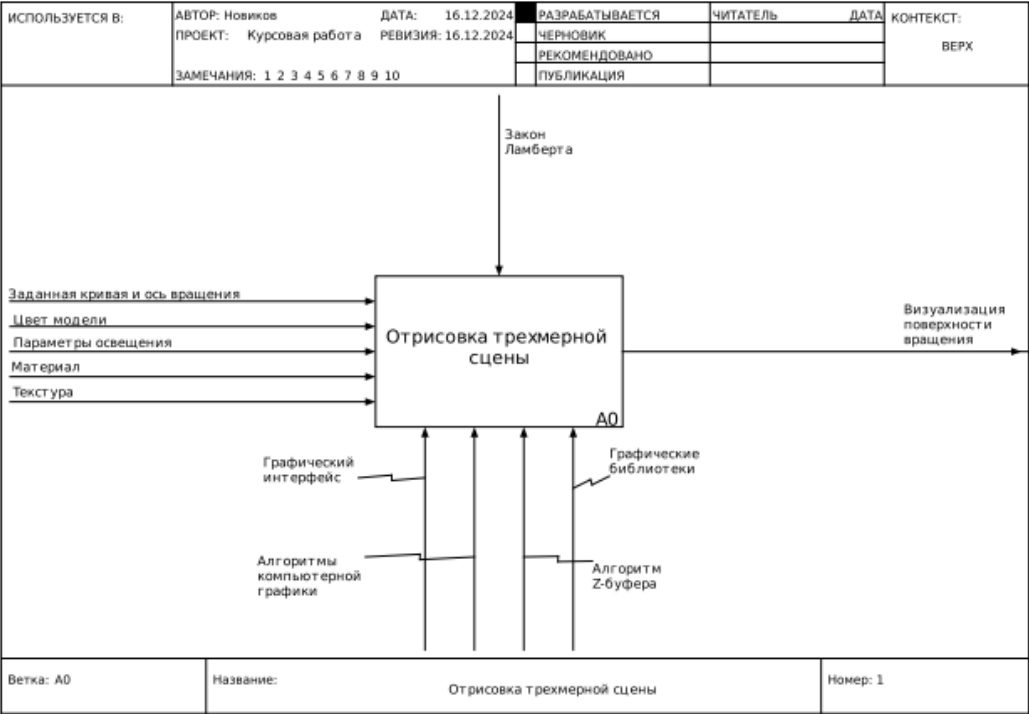 ИСПОЛЬЗУЕТСЯ В:
АВТОР: Новиков
ДАТА: 16.12.2024
ПРОЕКТ: Курсовая работа
РЕВИЗИЯ: 16.12.2024
ЗАМЕЧАНИЯ: 1 2 3 4 5 6 7 8 9 10
РАЗРАБАТЫВАЕТСЯ
ЧЕРНОВИК
РЕКОМЕНДОВАНО
ПУБЛИКАЦИЯ
ЧИТАТЕЛЬ
ДАТА
КОНТЕКСТ:
ВЕРХ
Закон
Ламберта
Заданная кривая и ось вращения
Цвет модели
Параметры освещения
Материал
Текстура
Отрисовка трехмерной
сцены
A0
Визуализация
поверхности
вращения
Графический
интерфейс
Графические
библиотеки
Алгоритмы
компьютерной
графики
Алгоритм
Z-буфера
Ветка: A0
Название:
Отрисовка трехмерной сцены
Номер: 1